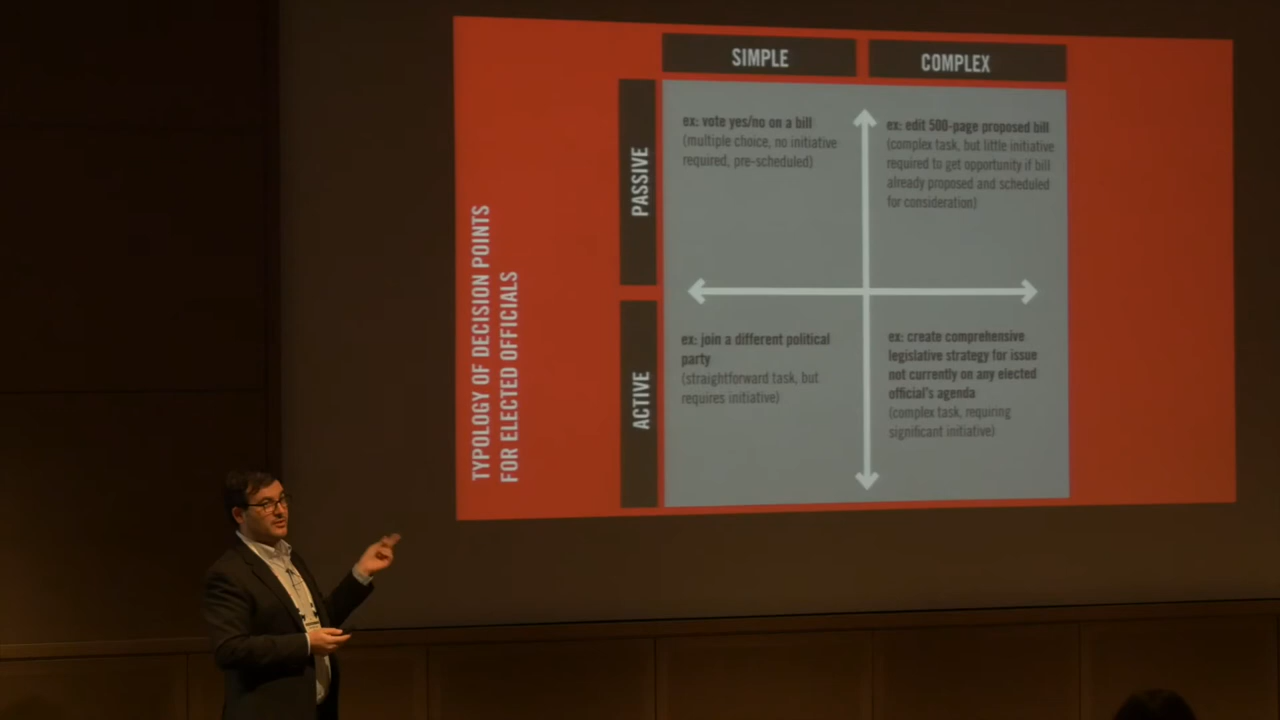 TYPOLOGY OF DECISION POINTS
FOR ELECTED OFFICIALS
SIMPLE
COMPLEX
PASSIVE
ex: vote yes/no on a bill
(multiple choice, no initiative
required, pre-scheduled)
ex: edit 500-page proposed bill
(complex task, but little initiative
required to get opportunity if bill
already proposed and scheduled
for consideration)
ACTIVE
ex: join a different political
party
(straightforward task, but
requires initiative)
ex: create comprehensive
legislative strategy for issue
not currently on any elected
official's agenda
(complex task, requiring
significant initiative)